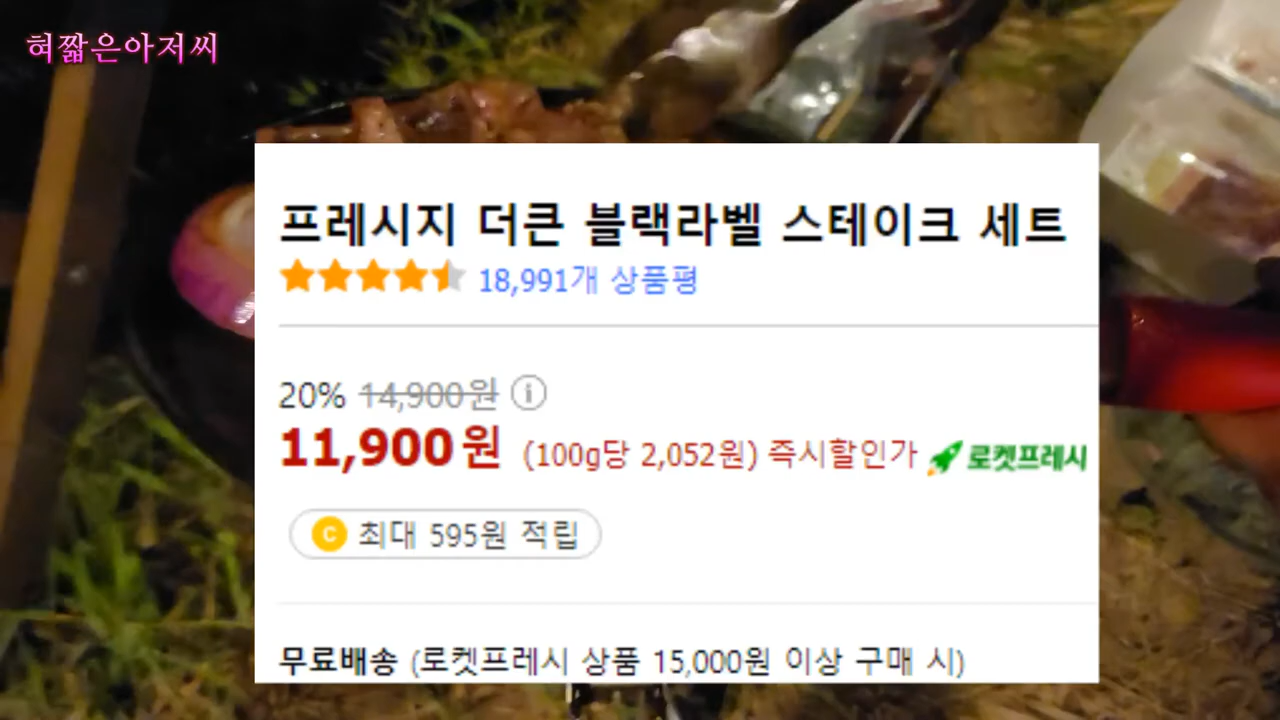 혀짧은아저씨
프레시지 더큰 블랙라벨 스테이크 세트
18,991개 상품평
20% 14,900원
11,900원 (100g당 2,052원) 즉시할인가 로켓프레시
C 최대 595원 적립
무료배송 (로켓프레시 상품 15,000원 이상 구매 시)